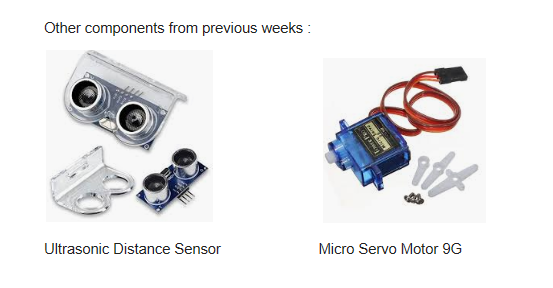 Other components from previous weeks :
Ultrasonic Distance Sensor
Micro Servo Motor 9G